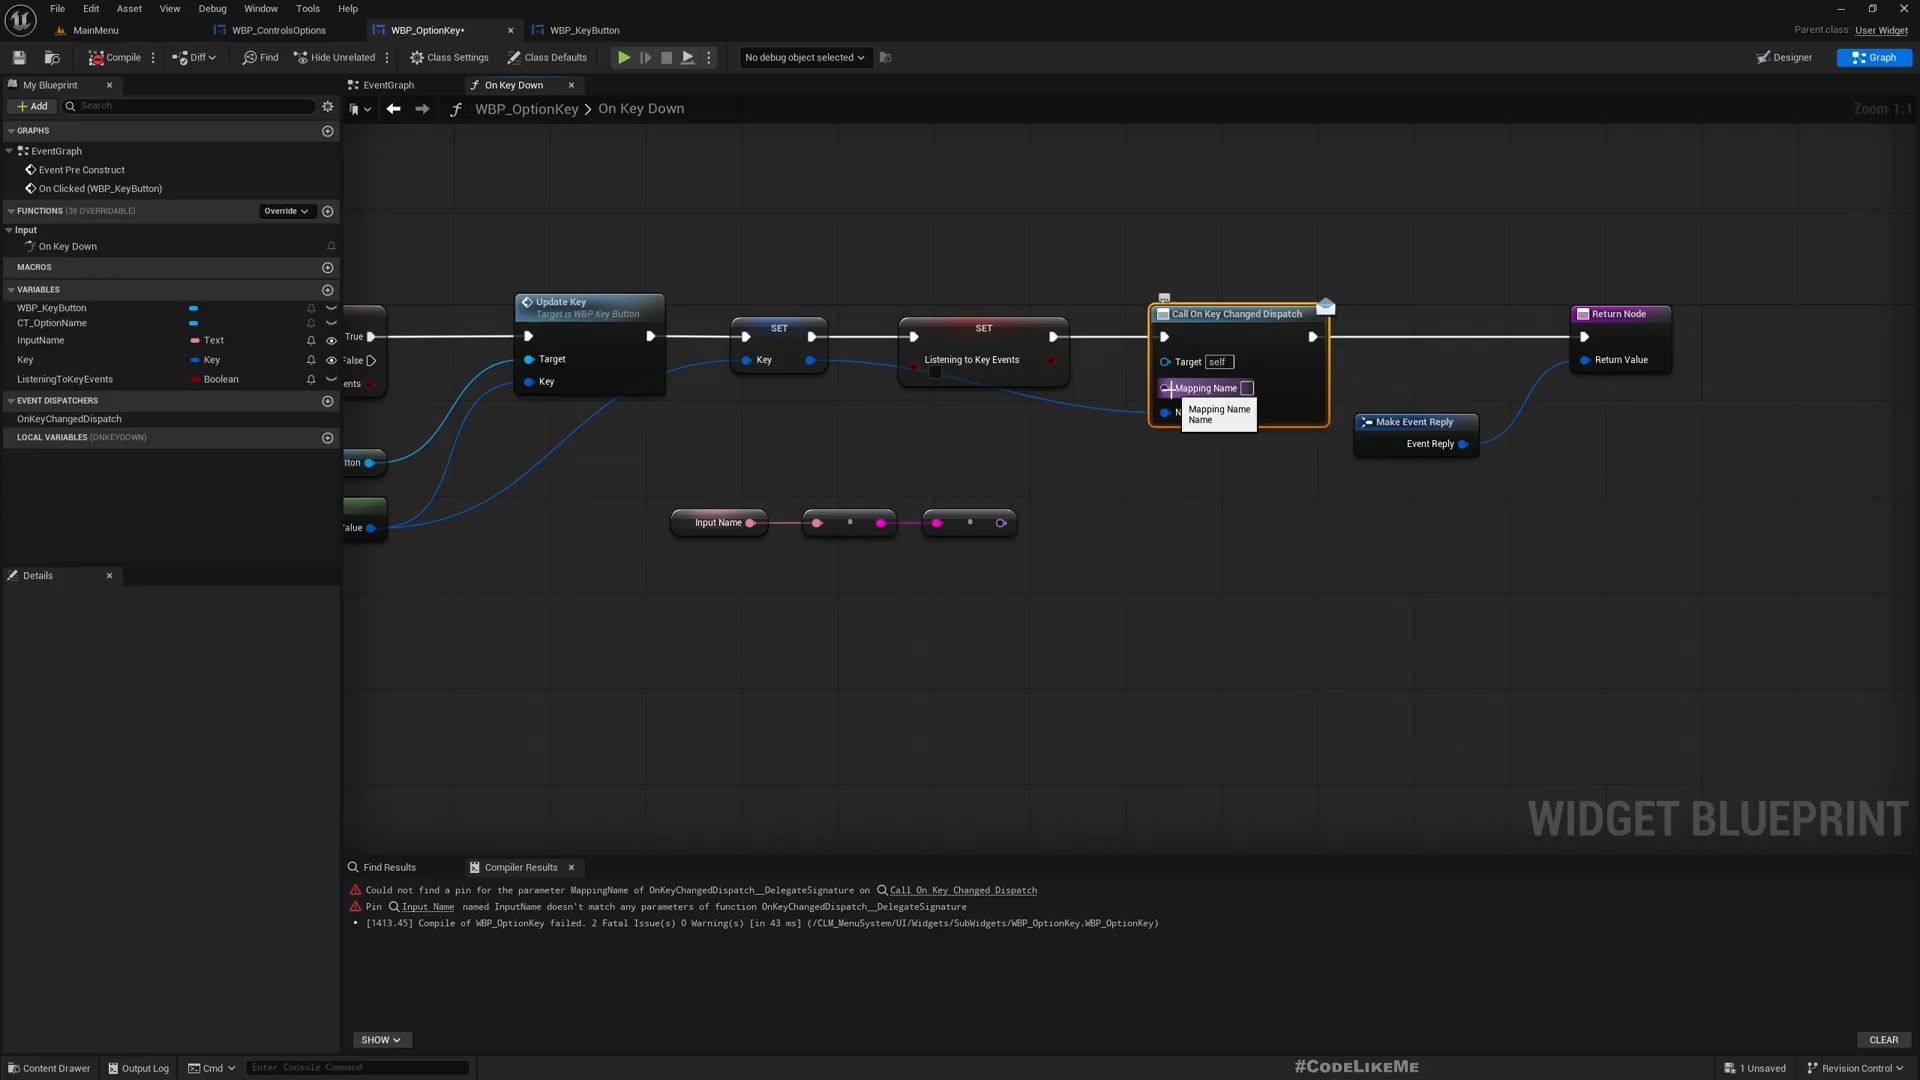 File Edit Asset View Debug Window Tools Help
MainMenu WBP_ControlsOptions WBP_OptionKey* WBP_KeyButton
Parent class: User Widget
Compile Diff Find Hide Unrelated Class Settings Class Defaults No debug object selected Designer Graph
My Blueprint
EventGraph On Key Down
Add Search
WBP_OptionKey On Key Down
Zoom 1:1
GRAPHS
EventGraph
Event Pre Construct
On Clicked (WBP_KeyButton)
FUNCTIONS (38 OVERRIDABLE) Override
Input
On Key Down
MACROS
VARIABLES
WBP_KeyButton
CT_OptionName
InputName Text
Key Key
ListeningToKeyEvents Boolean
EVENT DISPATCHERS
OnKeyChangedDispatch
LOCAL VARIABLES (ONKEYDOWN)
True
False
ents
tton
alue
Update Key
Target is WBP Key Button
Target
Key
SET
Key
SET
Listening to Key Events
Call On Key Changed Dispatch
Target self
Mapping Name
N
Mapping Name
Name
Make Event Reply
Event Reply
Return Node
Return Value
Input Name
Details
WIDGET BLUEPRINT
Find Results Compiler Results
Could not find a pin for the parameter MappingName of OnKeyChangedDispatch__DelegateSignature on Call On Key Changed Dispatch
Pin Input Name named InputName doesn't match any parameters of function OnKeyChangedDispatch__DelegateSignature
• [1413.45] Compile of WBP_OptionKey failed. 2 Fatal Issue(s) 0 Warning(s) [in 43 ms] (/CLM_MenuSystem/UI/Widgets/SubWidgets/WBP_OptionKey.WBP_OptionKey)
SHOW
CLEAR
Content Drawer Output Log Cmd Enter Console Command
#CODELIKEME
1 Unsaved Revision Control